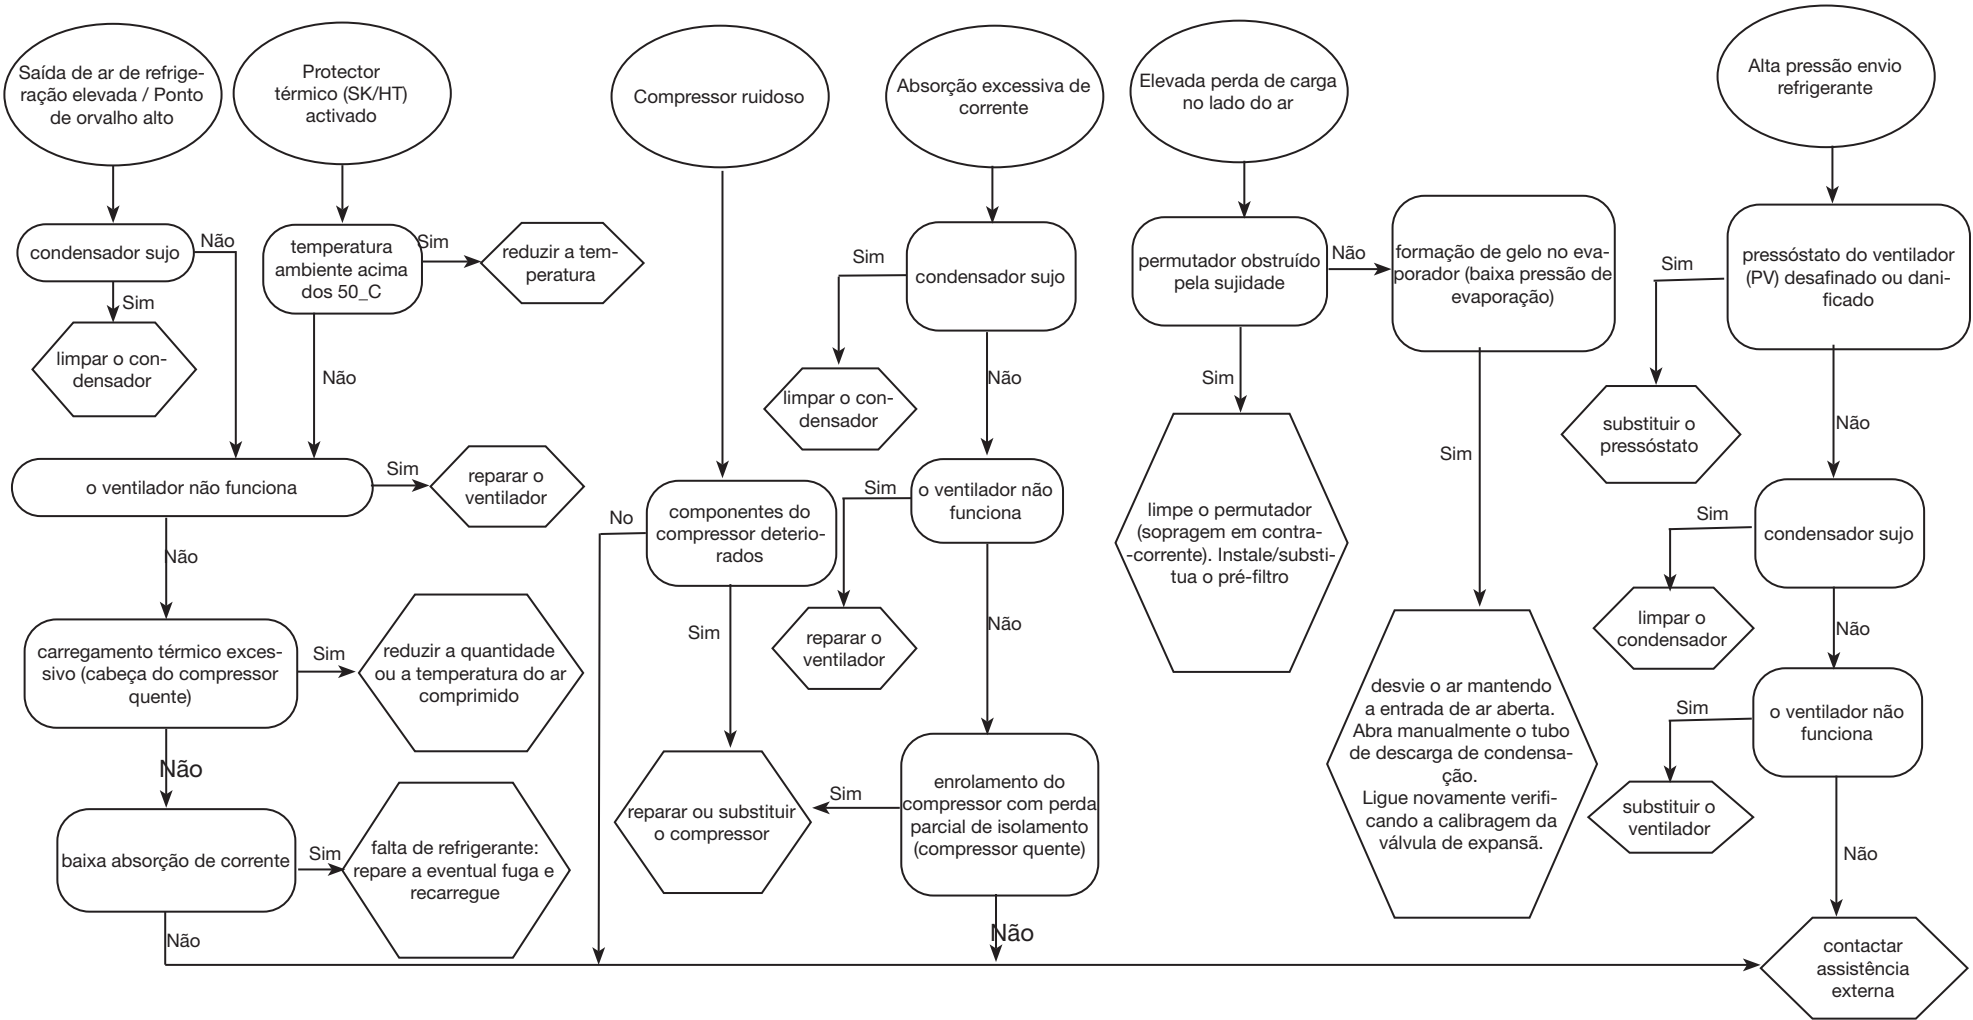 Saída de ar de refrige-
ração elevada / Ponto
de orvalho alto
Protector
térmico (SK/HT)
activado
Compressor ruidoso
Absorção excessiva de
corrente
Elevada perda de carga
no lado do ar
Alta pressão envio
refrigerante
condensador sujo
Não
Sim
limpar o con-
densador
temperatura
ambiente acima
dos 50_C
Sim
reduzir a tem-
peratura
Não
o ventilador não funciona
Sim
reparar o
ventilador
Não
carregamento térmico exces-
sivo (cabeça do compressor
quente)
Sim
reduzir a quantidade
ou a temperatura do ar
comprimido
Não
baixa absorção de corrente
Sim
falta de refrigerante:
repare a eventual fuga e
recarregue
Não
componentes do
compressor deterio-
rados
No
Sim
reparar ou substituir
o compressor
condensador sujo
Sim
limpar o con-
densador
Não
o ventilador não
funciona
Sim
reparar o
ventilador
Não
enrolamento do
compressor com perda
parcial de isolamento
(compressor quente)
Sim
Não
permutador obstruído
pela sujidade
Não
Sim
limpe o permutador
(sopragem em contra-
-corrente). Instale/substi-
tua o pré-filtro
formação de gelo no eva-
porador (baixa pressão de
evaporação)
Sim
desvie o ar mantendo
a entrada de ar aberta.
Abra manualmente o tubo
de descarga de condensa-
ção.
Ligue novamente verifi-
cando a calibragem da
válvula de expansã.
pressóstato do ventilador
(PV) desafinado ou dani-
ficado
Sim
substituir o
pressóstato
Não
condensador sujo
Sim
limpar o
condensador
Não
o ventilador não
funciona
Sim
substituir o
ventilador
Não
contactar
assistência
externa